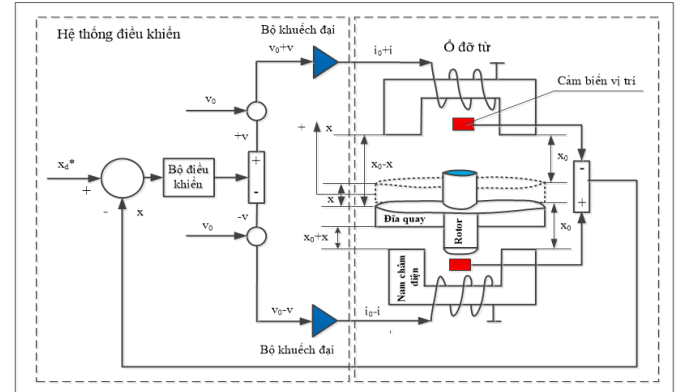 Hệ thống điều khiển
Bộ khuếch đại
v₀+v
i₀+i
Ổ đỡ từ
Cảm biến vị trí
v₀
+v
+
x
x₀-x
x₀
xd*
+
-
x
Bộ điều
khiển
+
-
x
-
+
-v
v₀
Đĩa quay
Rotor
x₀
x₀+x
Nam châm
điện
v₀-v
i₀-i
Bộ khuếch đại